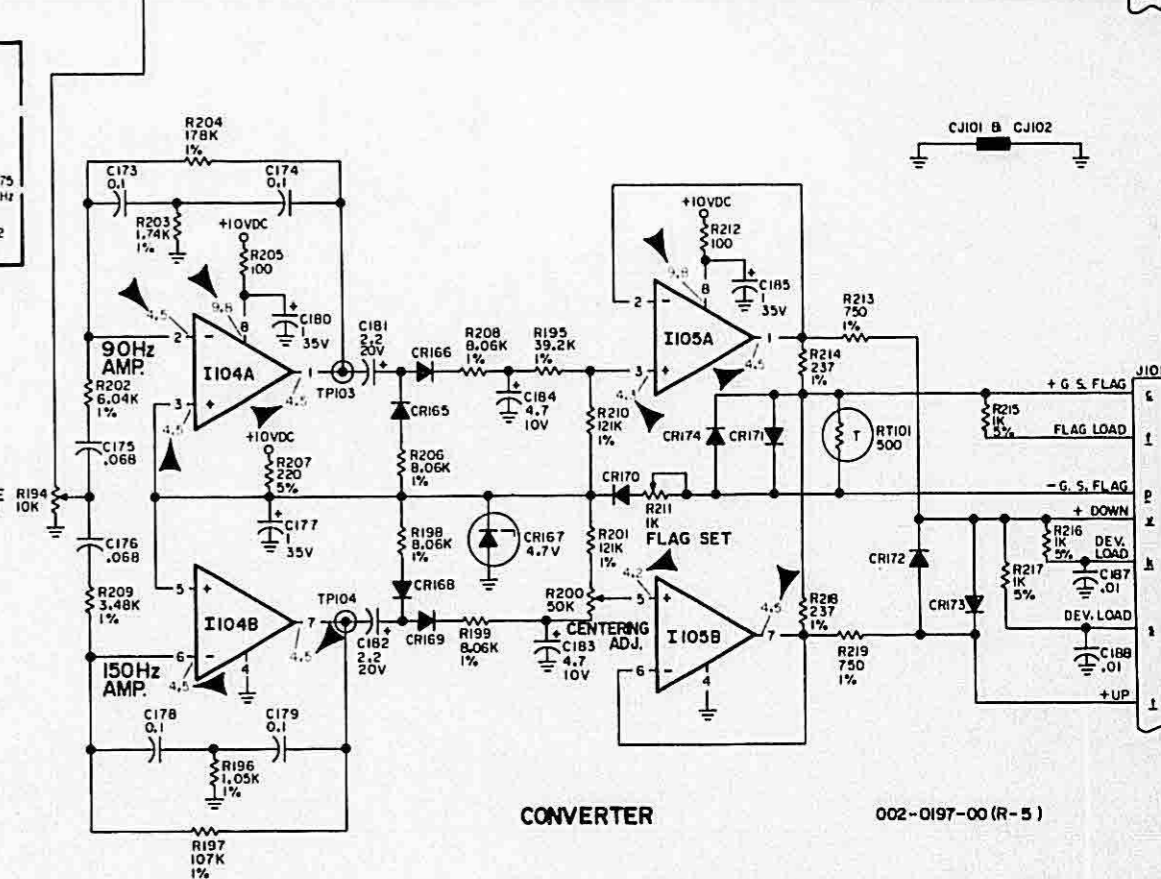 75
Hz
2
R204
178K
1%
C173
0.1
C174
0.1
R203
1.74K
1%
+10VDC
R205
100
4.5
9.8
8
+
C180
1
35V
2
-
90Hz
AMP.
I104A
1
4.5
TP103
3
+
4.5
R202
6.04K
1%
C175
.068
+10VDC
R207
220
5%
R194
10K
E
+
C177
1
35V
C176
.068
R209
3.48K
1%
5
+
I104B
7
4.5
TP104
6
-
4
4.5
150Hz
AMP.
C178
0.1
C179
0.1
R196
1.05K
1%
R197
107K
1%
C181
2.2
20V
+
CR166
CR165
R206
8.06K
1%
R208
8.06K
1%
R195
39.2K
1%
+
C184
4.7
10V
R198
8.06K
1%
CR168
CR167
4.7V
C182
2.2
20V
+
CR169
R199
8.06K
1%
+
C183
4.7
10V
R210
121K
1%
R201
121K
1%
R200
50K
CENTERING
ADJ.
CR170
R211
1K
FLAG SET
+10VDC
R212
100
9.8
8
+
C185
1
35V
2
-
I105A
1
4.5
3
+
R213
750
1%
R214
237
1%
CR174
CR171
T
RT101
500
4.2
5
+
I105B
7
4.5
6
-
4
R218
237
1%
R219
750
1%
CR172
CR173
R215
1K
5%
R216
1K
5%
R217
1K
5%
C187
.01
C188
.01
+ G.S. FLAG
FLAG LOAD
- G.S. FLAG
+ DOWN
DEV.
LOAD
DEV. LOAD
+UP
J101
CJ101 & CJ102
CONVERTER
002-0197-00 (R-5)